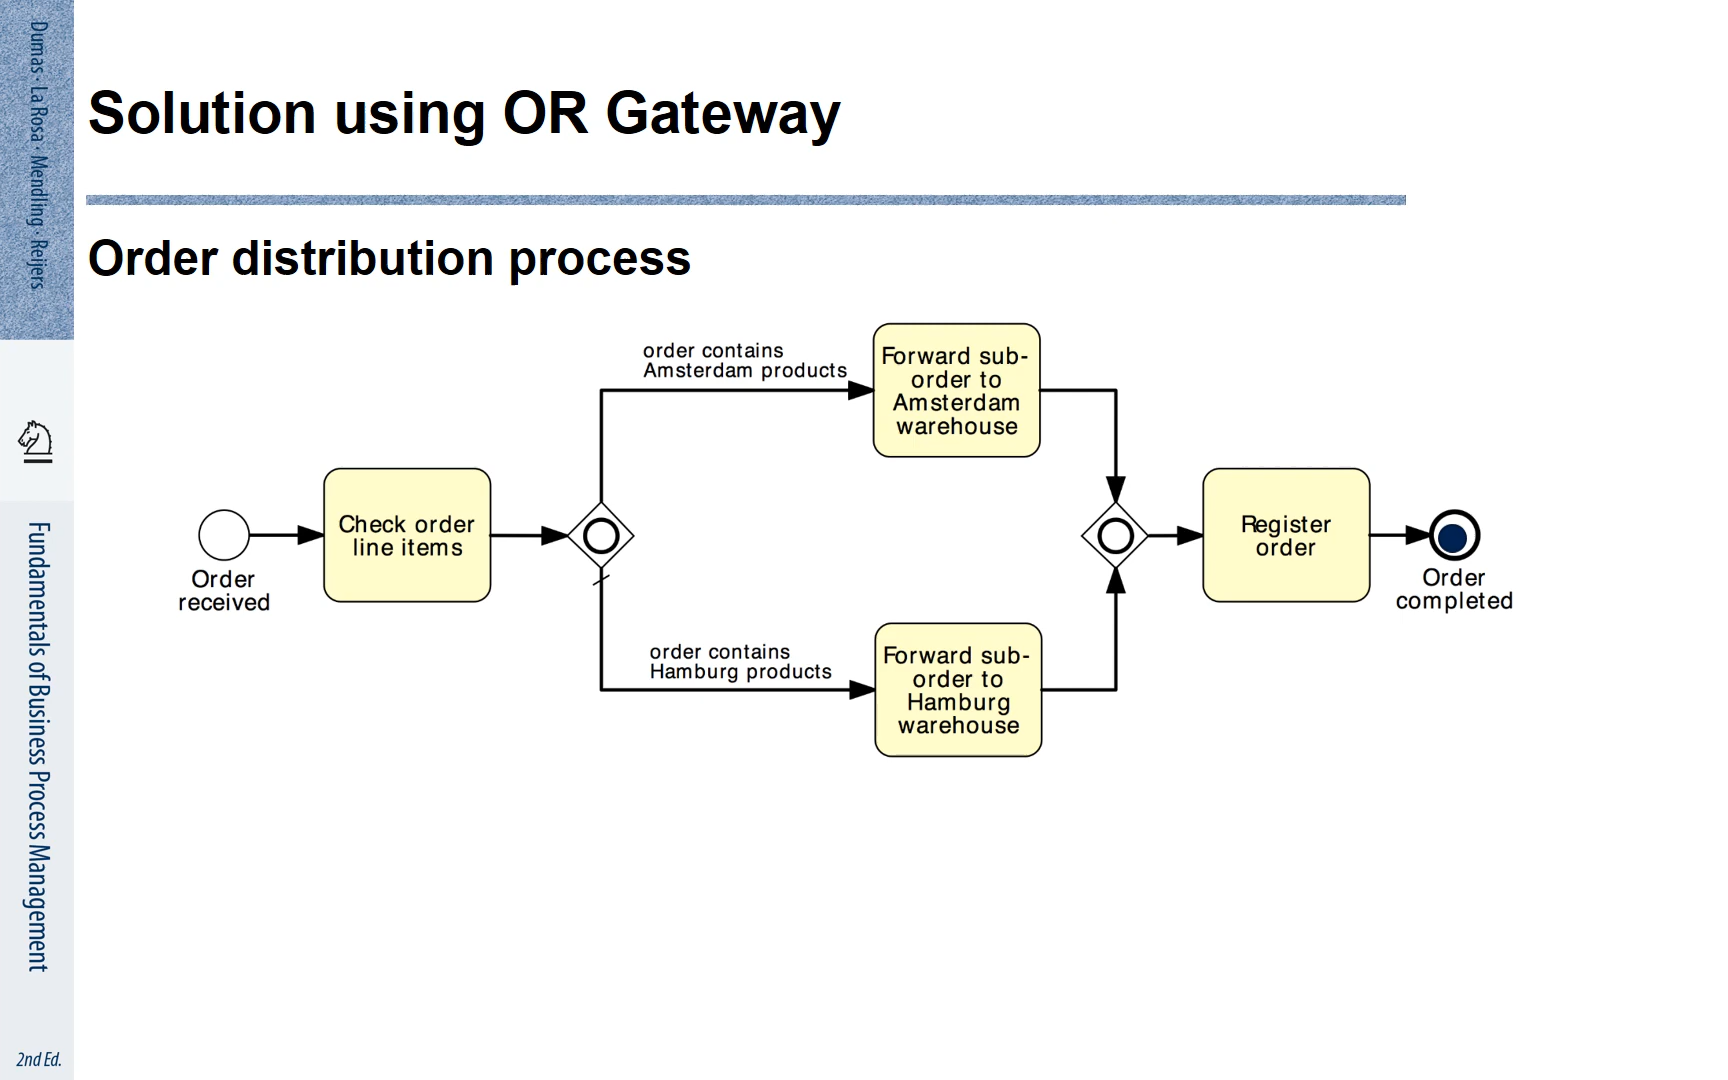 Dumas · La Rosa · Mendling · Reijers
Fundamentals of Business Process Management
2nd Ed.
Solution using OR Gateway
Order distribution process
Order
received
Check order
line items
order contains
Amsterdam products
Forward sub-
order to
Amsterdam
warehouse
order contains
Hamburg products
Forward sub-
order to
Hamburg
warehouse
Register
order
Order
completed